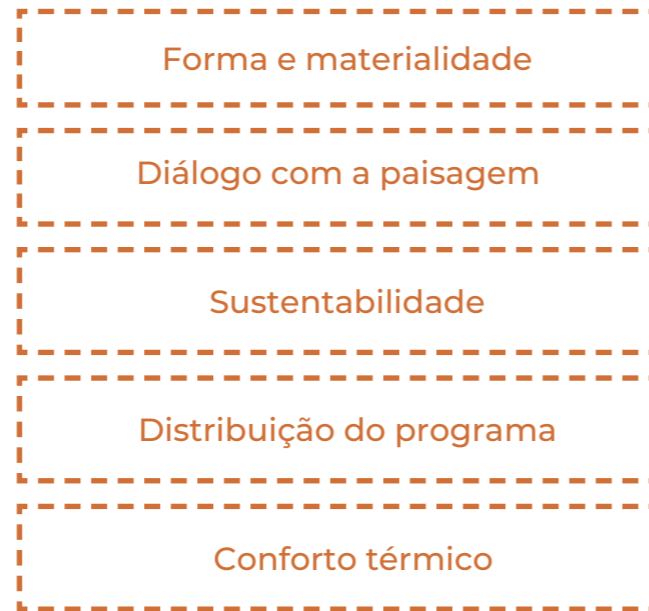 Forma e materialidade
Diálogo com a paisagem
Sustentabilidade
Distribuição do programa
Conforto térmico